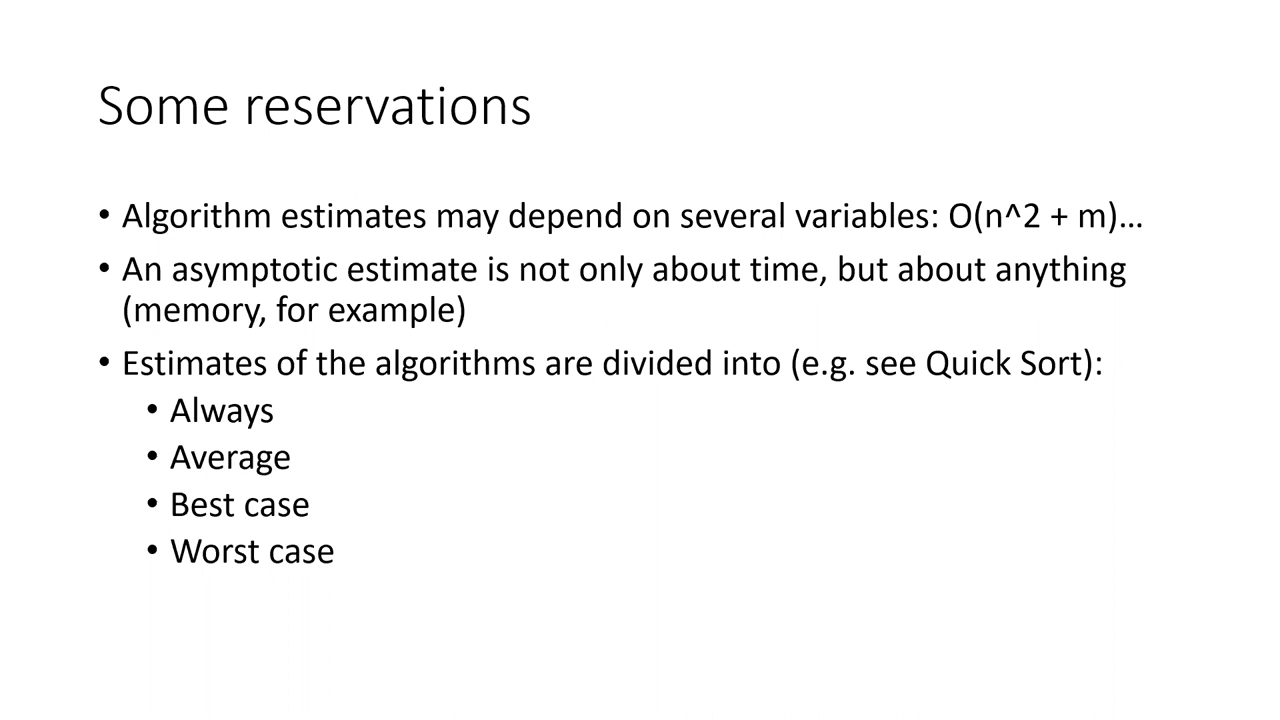 Some reservations
• Algorithm estimates may depend on several variables: O(n^2 + m)…
• An asymptotic estimate is not only about time, but about anything
(memory, for example)
• Estimates of the algorithms are divided into (e.g. see Quick Sort):
• Always
• Average
• Best case
• Worst case